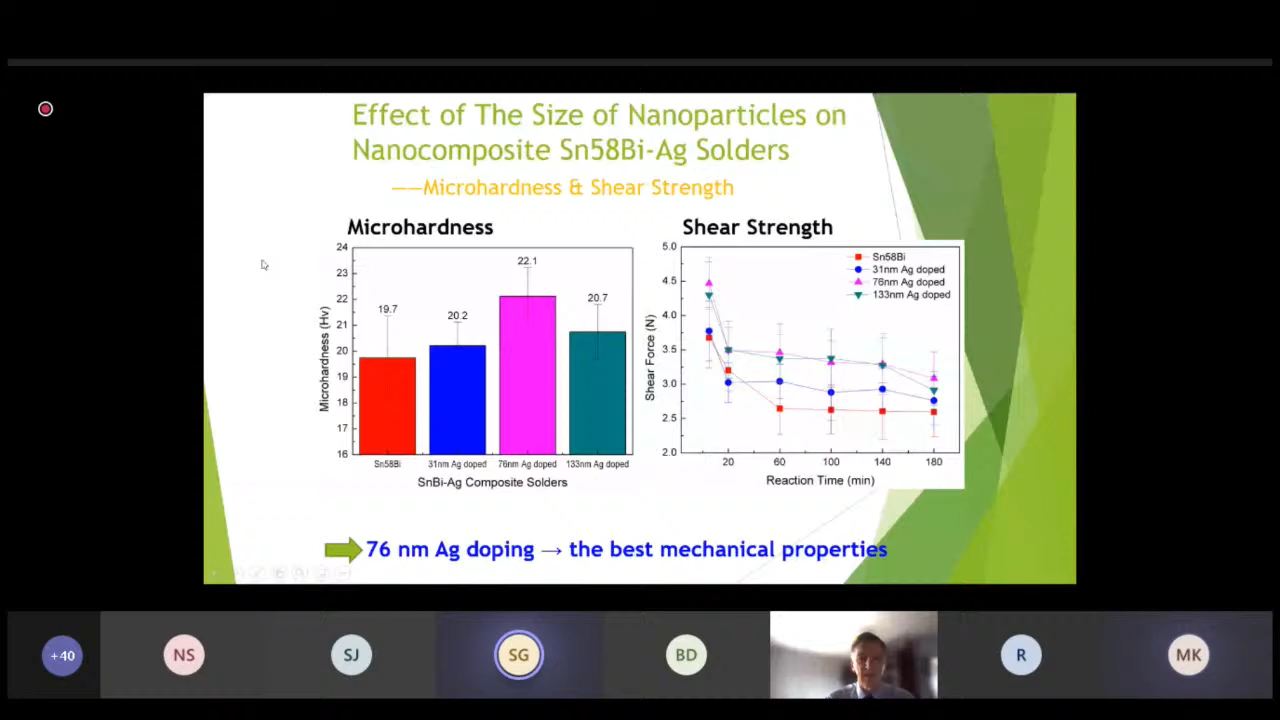 Effect of The Size of Nanoparticles on
Nanocomposite Sn58Bi-Ag Solders
——Microhardness & Shear Strength
Microhardness
24
23
22
21
20
19
18
17
16
Microhardness (Hv)
19.7
20.2
22.1
20.7
Sn58Bi
31nm Ag doped
76nm Ag doped
133nm Ag doped
SnBi-Ag Composite Solders
Shear Strength
5.0
4.5
4.0
3.5
3.0
2.5
2.0
Shear Force (N)
Sn58Bi
31nm Ag doped
76nm Ag doped
133nm Ag doped
20
60
100
140
180
Reaction Time (min)
76 nm Ag doping → the best mechanical properties
+40
NS
SJ
SG
BD
R
MK